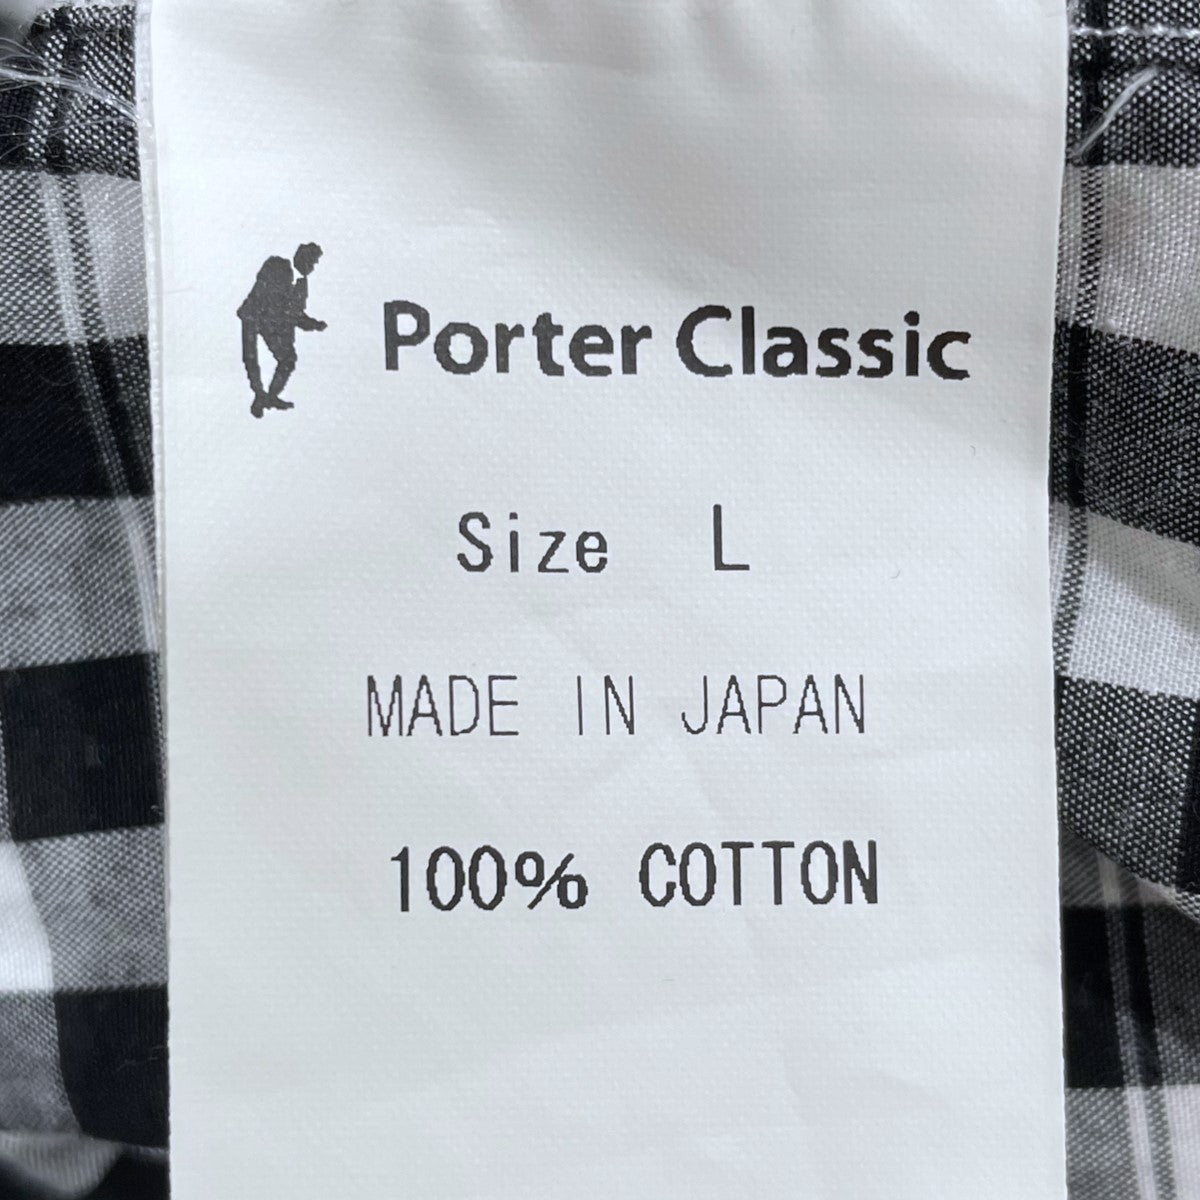 Porter Classic
Size L
MADE IN JAPAN
100% COTTON